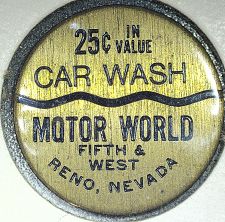 25¢ IN VALUE
CAR WASH
MOTOR WORLD
FIFTH &
WEST
RENO, NEVADA